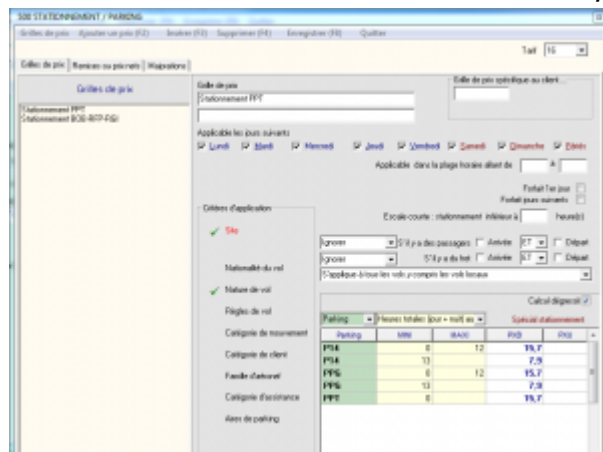 500 STATIONNEMENT / PARKING
Grilles de prix Ajouter un prix (F2) Insérer (F3) Supprimer (F4) Enregistrer (F8) Quitter
Tarif 16
Grilles de prix Remises ou prix nets Majorations
Grilles de prix
Stationnement PPT
Stationnement BOB-RFP-RGI
Grille de prix
Grille de prix spécifique au client...
Stationnement PPT
Applicable les jours suivants
Lundi Mardi Mercredi Jeudi Vendredi Samedi Dimanche Fériés
Applicable dans la plage horaire allant de à
Forfait 1er jour
Forfait jours suivants
Escale courte : stationnement inférieur à heure(s)
Critères d'application
Site
Nationalité du vol
Nature de vol
Règles de vol
Catégorie de mouvement
Catégorie de client
Famille d'aéronef
Catégorie d'assistance
Aires de parking
Ignorer S'il y a des passagers Arrivée ET Départ
Ignorer S'il y a du fret Arrivée ET Départ
S'applique à tous les vols y compris les vols locaux
Calcul dégressif
Parking Heures totales (jour + nuit) au Spécial stationnement
Parking MINI MAXI
P14 0 12 15,7
P14 13 7,9
PPG 0 12 15,7
PPG 13 7,9
PPT 0 15,7